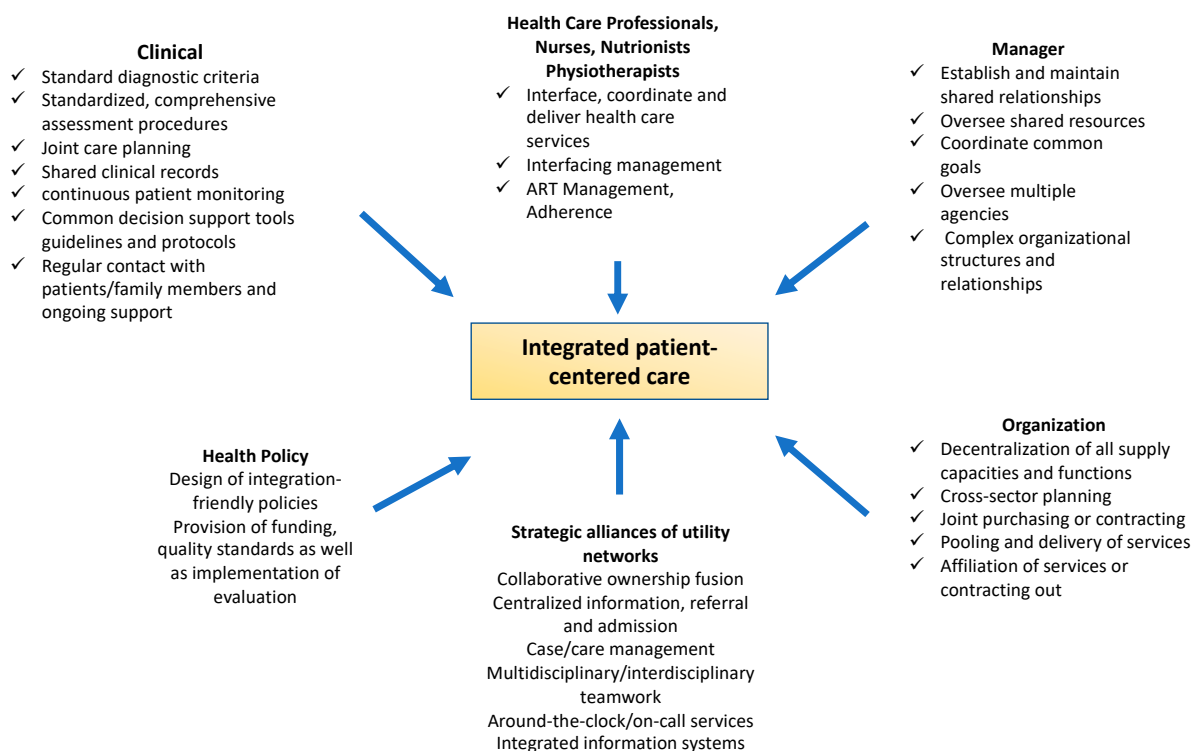 Clinical
✓ Standard diagnostic criteria
✓ Standardized, comprehensive
assessment procedures
✓ Joint care planning
✓ Shared clinical records
✓ continuous patient monitoring
✓ Common decision support tools
guidelines and protocols
✓ Regular contact with
patients/family members and
ongoing support
Health Care Professionals,
Nurses, Nutrionists
Physiotherapists
✓ Interface, coordinate and
deliver health care
services
✓ Interfacing management
✓ ART Management,
Adherence
Manager
✓ Establish and maintain
shared relationships
✓ Oversee shared resources
✓ Coordinate common
goals
✓ Oversee multiple
agencies
✓ Complex organizational
structures and
relationships
Integrated patient-
centered care
Health Policy
Design of integration-
friendly policies
Provision of funding,
quality standards as well
as implementation of
evaluation
Strategic alliances of utility
networks
Collaborative ownership fusion
Centralized information, referral
and admission
Case/care management
Multidisciplinary/interdisciplinary
teamwork
Around-the-clock/on-call services
Integrated information systems
Organization
✓ Decentralization of all supply
capacities and functions
✓ Cross-sector planning
✓ Joint purchasing or contracting
✓ Pooling and delivery of services
✓ Affiliation of services or
contracting out